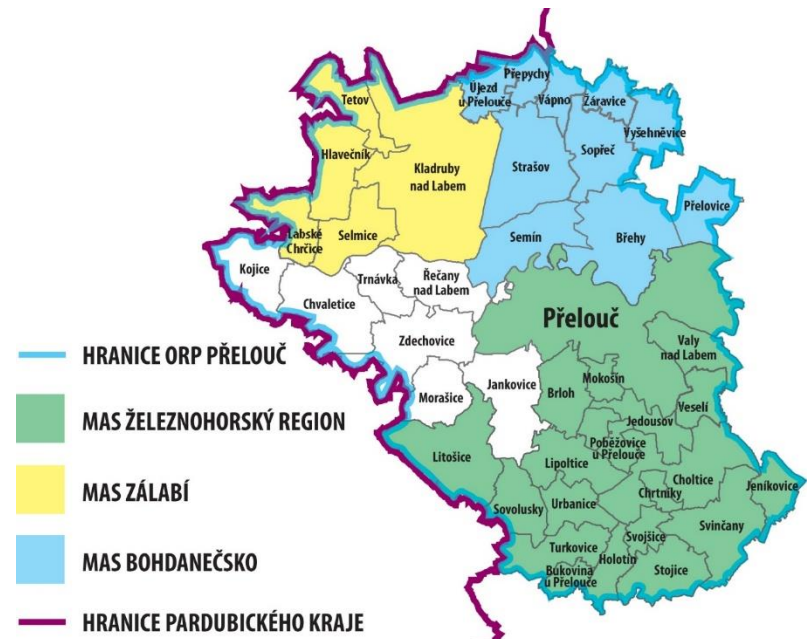 Přepychy
Újezd
u Přelouče
Tetov
Vápno
Záravice
Vyšehněvice
Hlavečník
Sopřeč
Strašov
Kladruby
nad Labem
Přelovice
Labské
Chrčice
Selmice
Semín
Břehy
Kojice
Trnávka
Řečany
nad Labem
Chvaletice
Přelouč
Zdechovice
Valy
nad Labem
HRANICE ORP PŘELOUČ
Jankovice
Mokošín
Morašice
Brloh
Veselí
MAS ŽELEZNOHORSKÝ REGION
Jedousov
Poběžovice
u Přelouče
Litošice
Lipoltice
Choltice
Jeníkovice
MAS ZÁLABÍ
Chrtníky
Sovolusky
Urbanice
Svinčany
Svojšice
MAS BOHDANEČSKO
Turkovice
Holotín
Bukovina
u Přelouče
Stojice
HRANICE PARDUBICKÉHO KRAJE